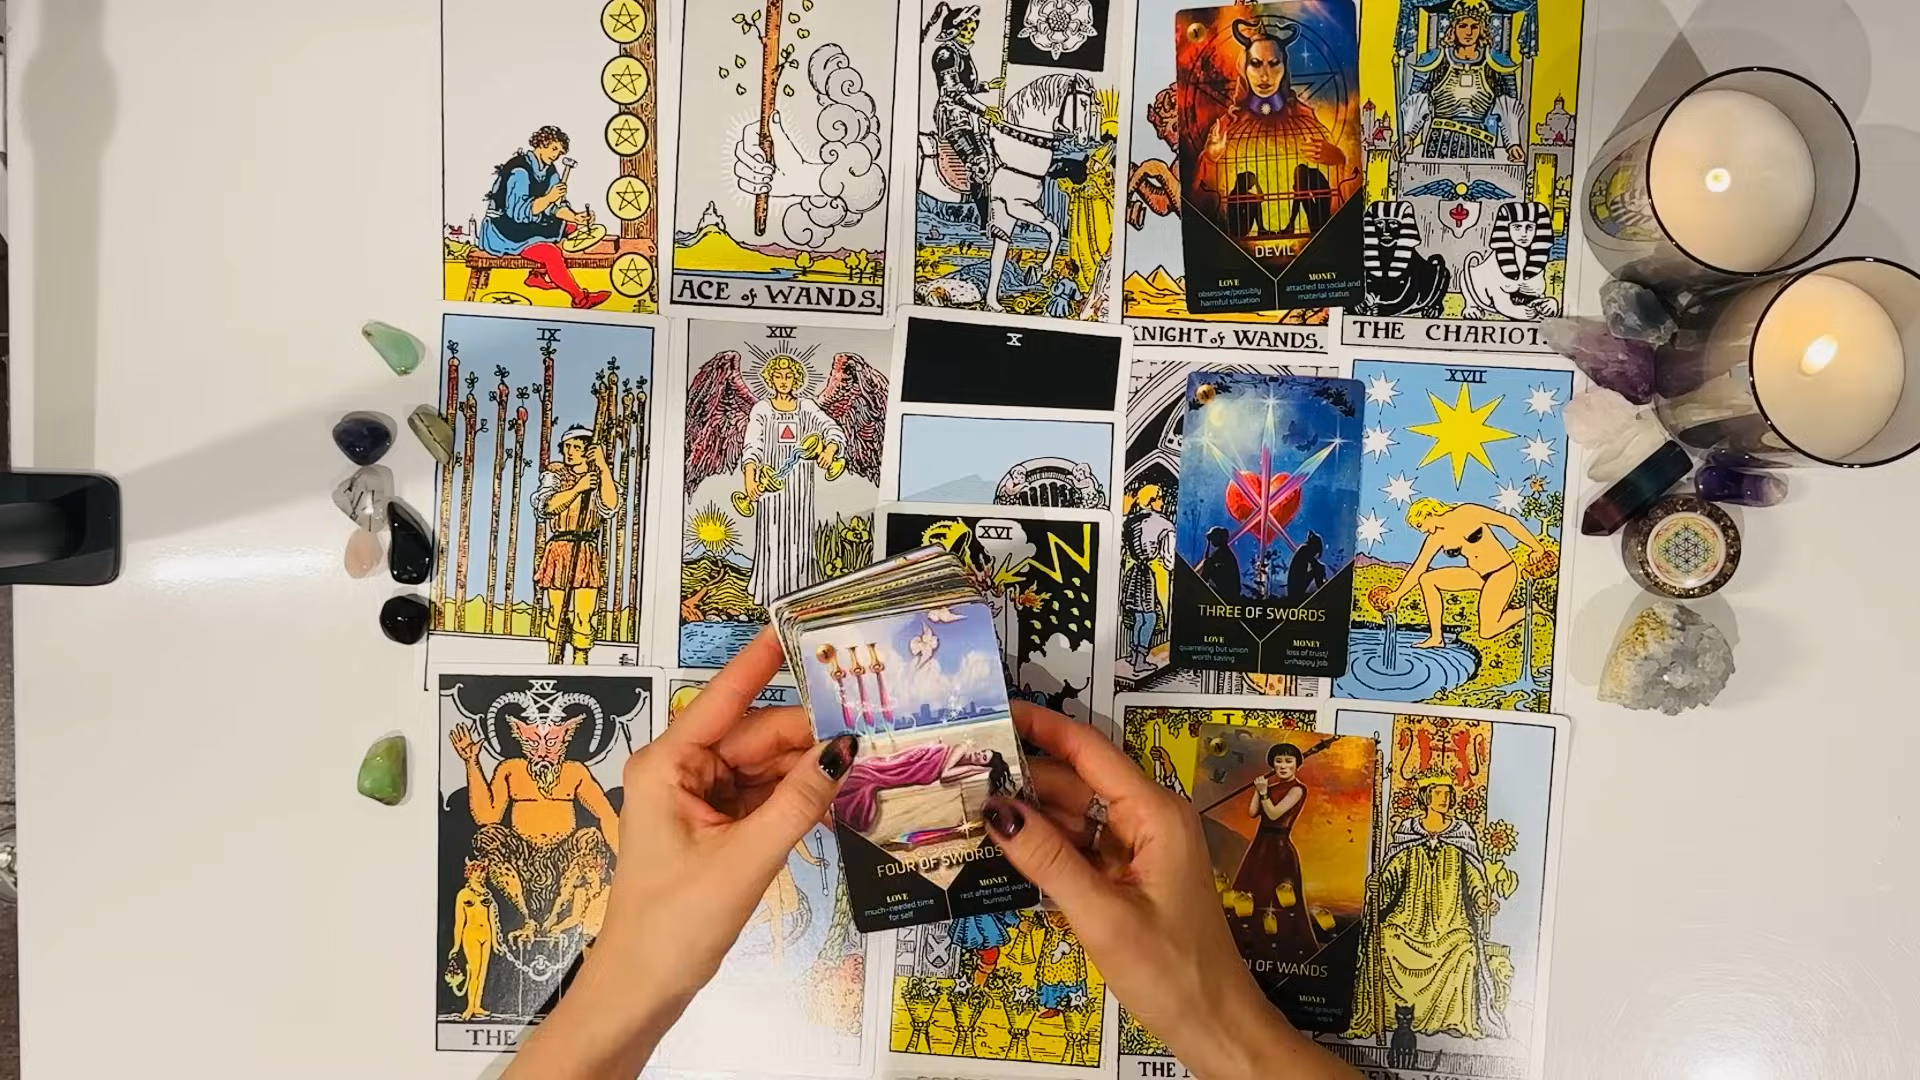 ACE of WANDS.
DEVIL
LOVE
obsessive/possibly
harmful situation
MONEY
attached to social and
material status
KNIGHT of WANDS.
THE CHARIOT.
IX
XIV
X
XVII
XVI
THREE OF SWORDS
LOVE
quarreling but union
worth saving
MONEY
loss of trust/
unhappy job
XV
XXI
I
FOUR OF SWORDS
LOVE
much-needed time
for self
MONEY
rest after hard work/
burnout
OF WANDS
MONEY
ground/
work
THE
THE